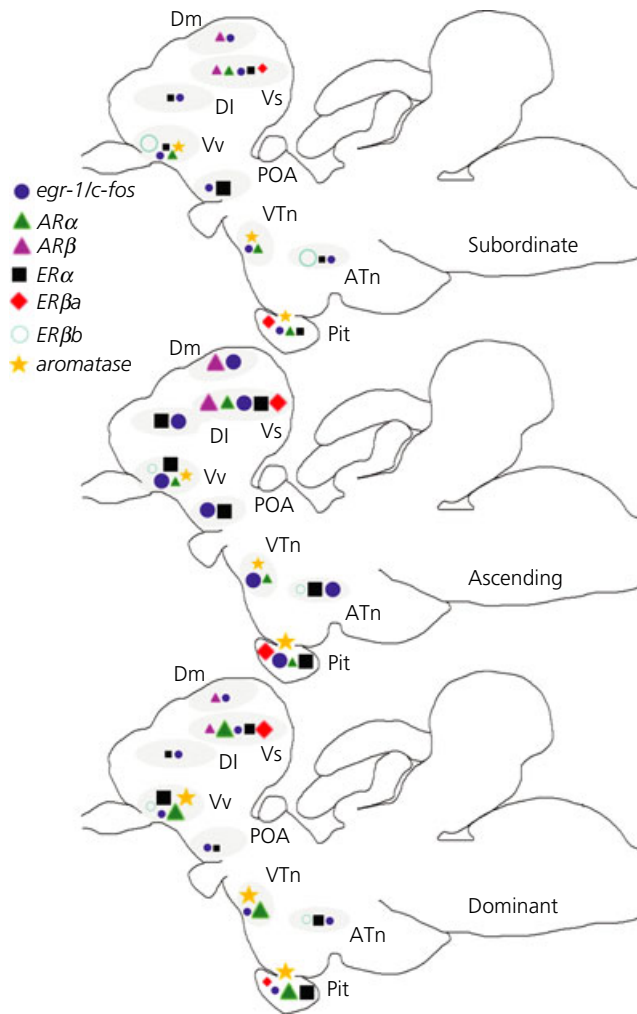 Dm
Vs
Dl
Vv
POA
VTn
ATn
Pit
Subordinate
egr-1/c-fos
ARα
ARβ
ERα
ERβa
ERβb
aromatase
Dm
Vs
Dl
Vv
POA
VTn
ATn
Pit
Ascending
Dm
Vs
Dl
Vv
POA
VTn
ATn
Pit
Dominant